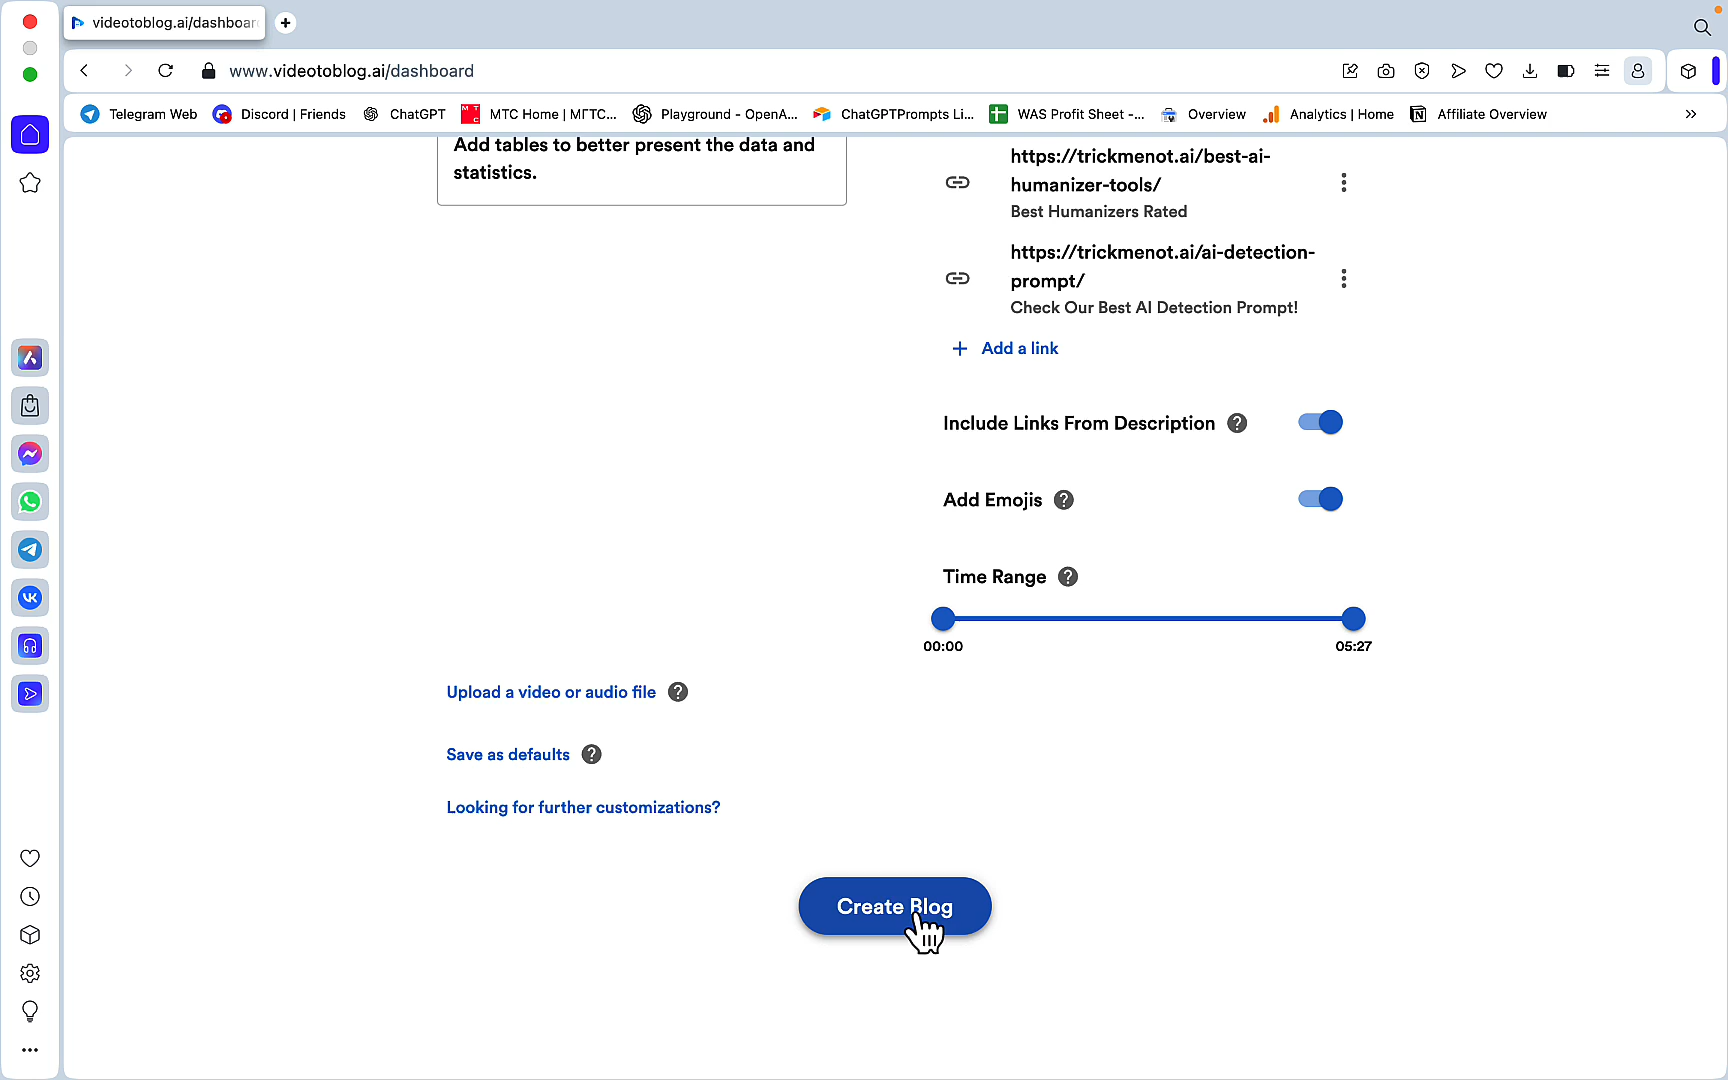 videotoblog.ai/dashboar
www.videotoblog.ai/dashboard
Telegram Web
Discord | Friends
ChatGPT
MTC Home | МГТС...
Playground - OpenA...
ChatGPTPrompts Li...
WAS Profit Sheet -...
Overview
Analytics | Home
Affiliate Overview
Add tables to better present the data and
statistics.
https://trickmenot.ai/best-ai-
humanizer-tools/
Best Humanizers Rated
https://trickmenot.ai/ai-detection-
prompt/
Check Our Best AI Detection Prompt!
+ Add a link
Include Links From Description
Add Emojis
Time Range
00:00
05:27
Upload a video or audio file
Save as defaults
Looking for further customizations?
Create Blog